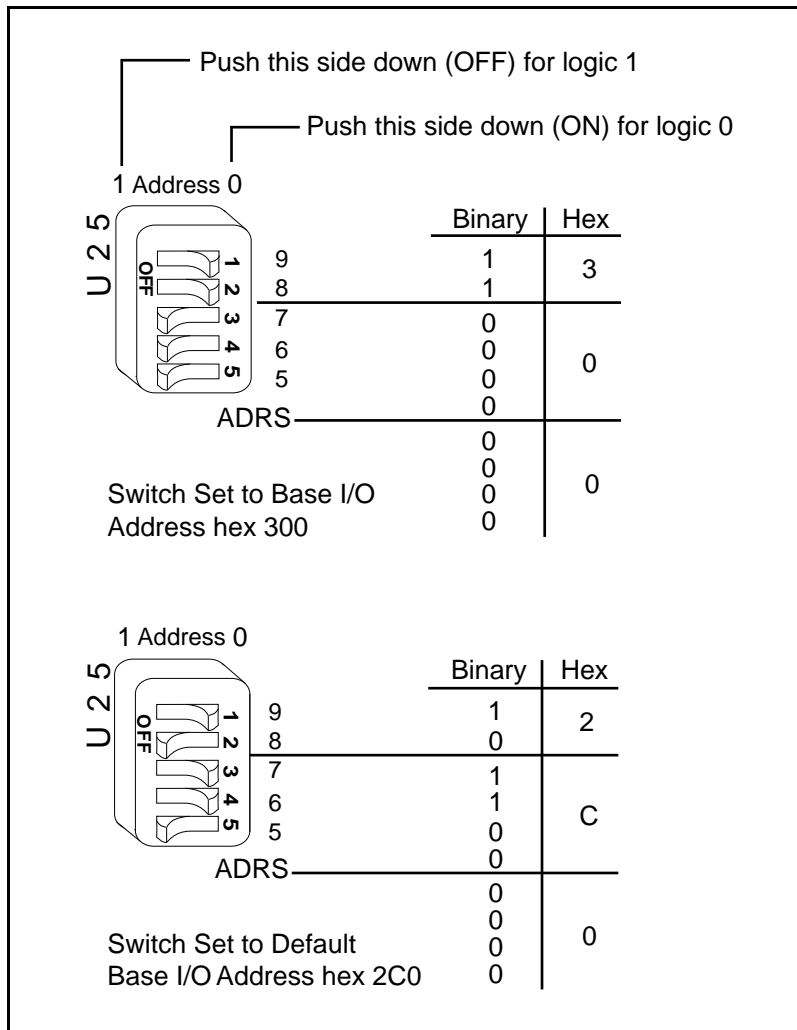 Push this side down (OFF) for logic 1
Push this side down (ON) for logic 0
1 Address 0
U 2 5
OFF
1
2
3
4
5
9
8
7
6
5
ADRS
Binary Hex
1
1
3
0
0
0
0
0
0
0
0
0
0
Switch Set to Base I/O
Address hex 300
1 Address 0
U 2 5
OFF
1
2
3
4
5
9
8
7
6
5
ADRS
Binary Hex
1
0
2
1
1
0
0
C
0
0
0
0
0
Switch Set to Default
Base I/O Address hex 2C0